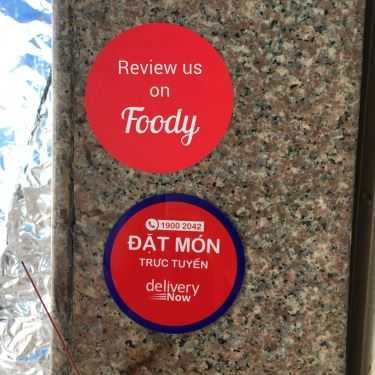 Review us
on
Foody
1900 2042
ĐẶT MÓN
TRỰC TUYẾN
delivery
Now